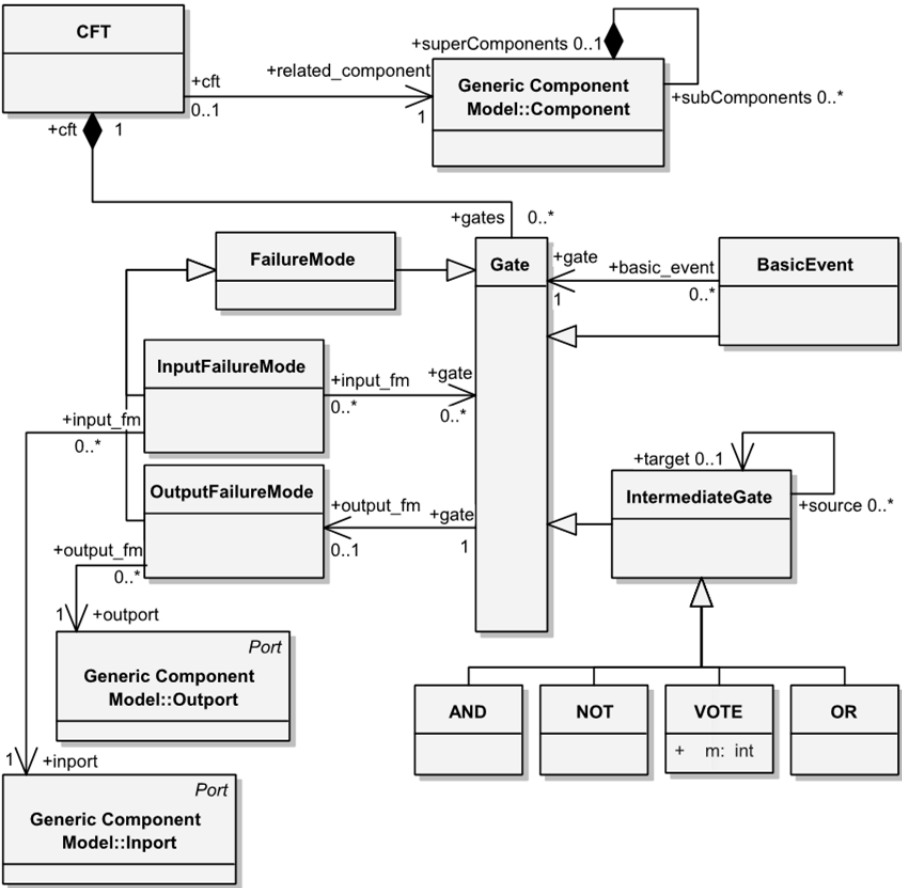 CFT
+superComponents 0..1
+cft
+related_component
Generic Component
Model::Component
+subComponents 0..*
0..1
1
+cft
1
+gates
0..*
FailureMode
Gate
+gate
+basic_event
BasicEvent
1
0..*
InputFailureMode
+input_fm
+gate
0..*
0..*
+input_fm
0..*
+target 0..1
IntermediateGate
+source 0..*
OutputFailureMode
+output_fm
+gate
0..1
1
+output_fm
0..*
1
+outport
Port
Generic Component
Model::Outport
AND
NOT
VOTE
OR
+ m: int
1
+inport
Port
Generic Component
Model::Inport